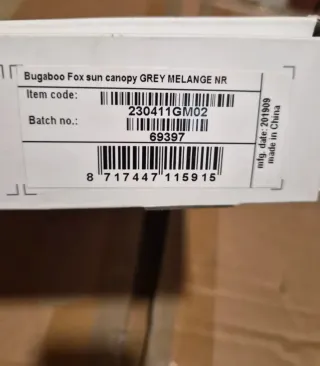 Bugaboo Fox sun canopy GREY MELANGE NR
Item code:
230411GM02
Batch no.:
69397
8 717447 115915
mfg. date: 201909
made in China